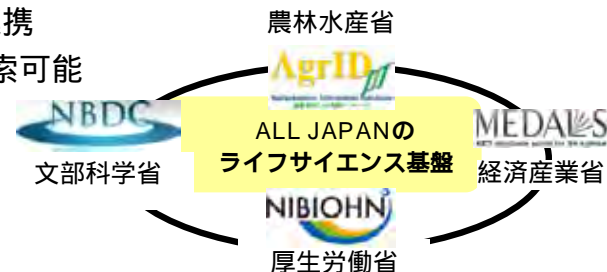 携
索可能
農林水産省
AgrID
NBDC
文部科学省
ALL JAPANの
ライフサイエンス基盤
MEDALS
経済産業省
NIBIOHN
厚生労働省